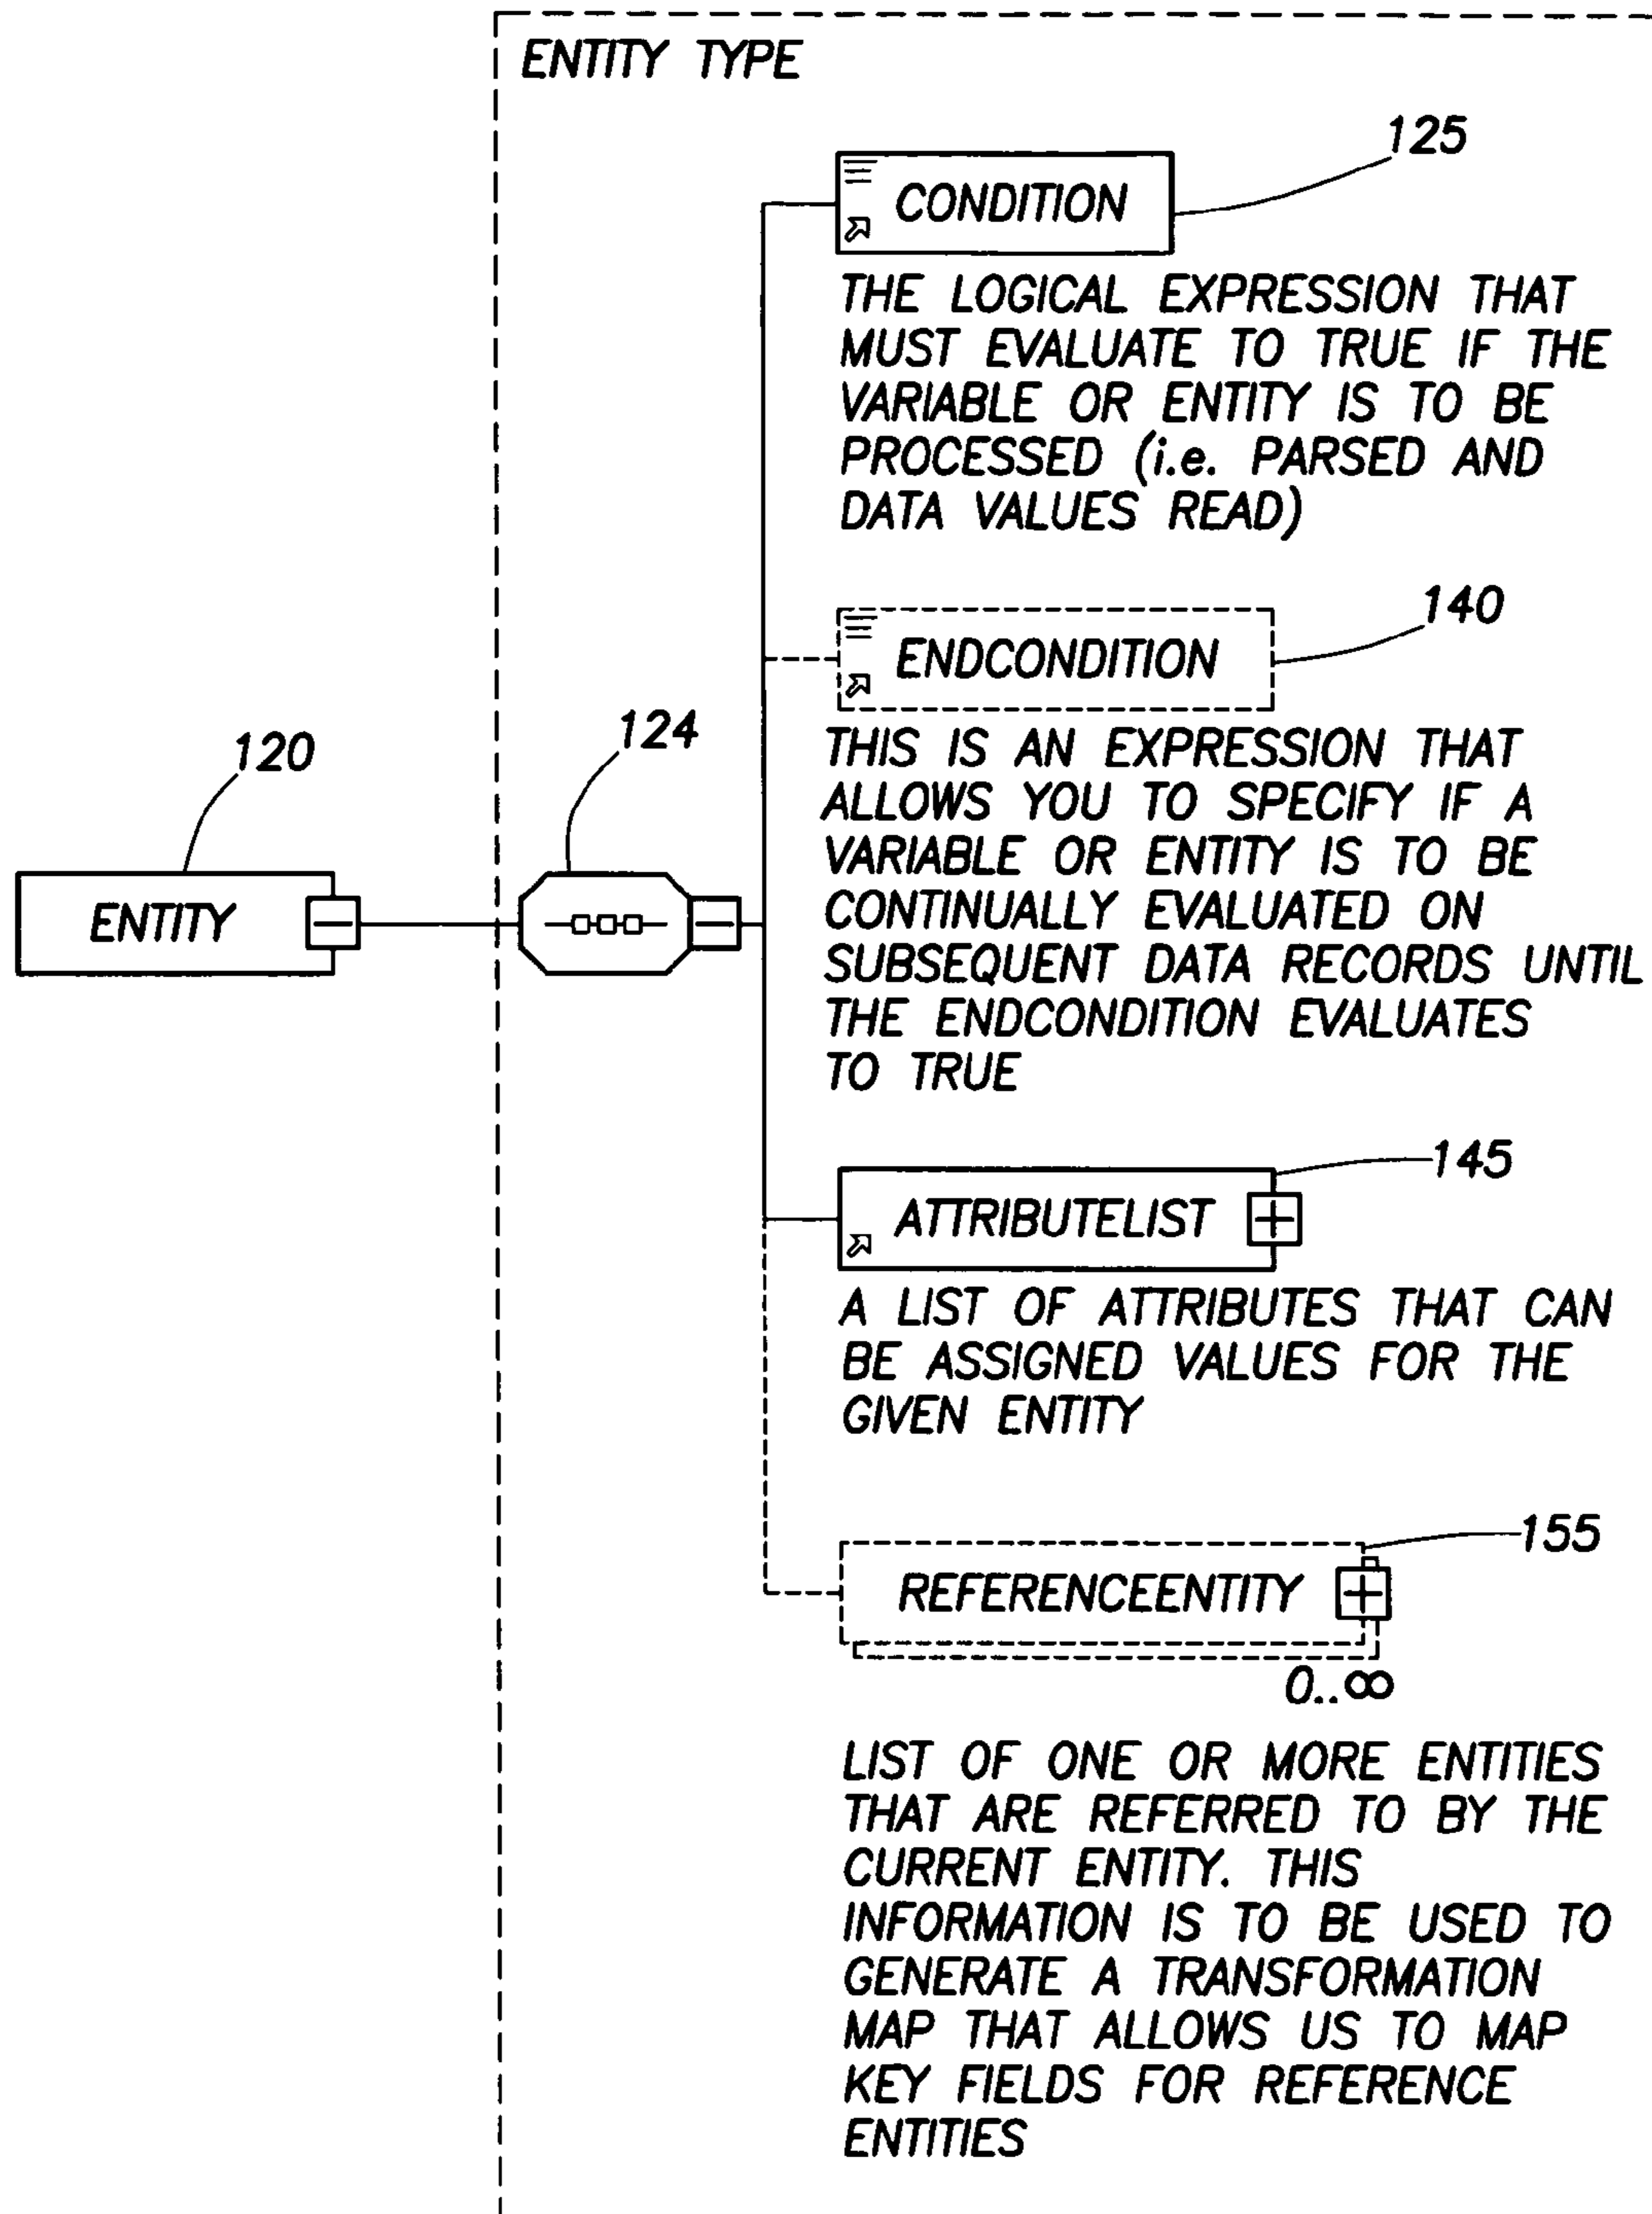 ENTITY TYPE
125
CONDITION
THE LOGICAL EXPRESSION THAT
MUST EVALUATE TO TRUE IF THE
VARIABLE OR ENTITY IS TO BE
PROCESSED (i.e. PARSED AND
DATA VALUES READ)
140
ENDCONDITION
THIS IS AN EXPRESSION THAT
ALLOWS YOU TO SPECIFY IF A
VARIABLE OR ENTITY IS TO BE
CONTINUALLY EVALUATED ON
SUBSEQUENT DATA RECORDS UNTIL
THE ENDCONDITION EVALUATES
TO TRUE
120
124
ENTITY
145
ATTRIBUTELIST
A LIST OF ATTRIBUTES THAT CAN
BE ASSIGNED VALUES FOR THE
GIVEN ENTITY
155
REFERENCEENTITY
0..∞
LIST OF ONE OR MORE ENTITIES
THAT ARE REFERRED TO BY THE
CURRENT ENTITY. THIS
INFORMATION IS TO BE USED TO
GENERATE A TRANSFORMATION
MAP THAT ALLOWS US TO MAP
KEY FIELDS FOR REFERENCE
ENTITIES